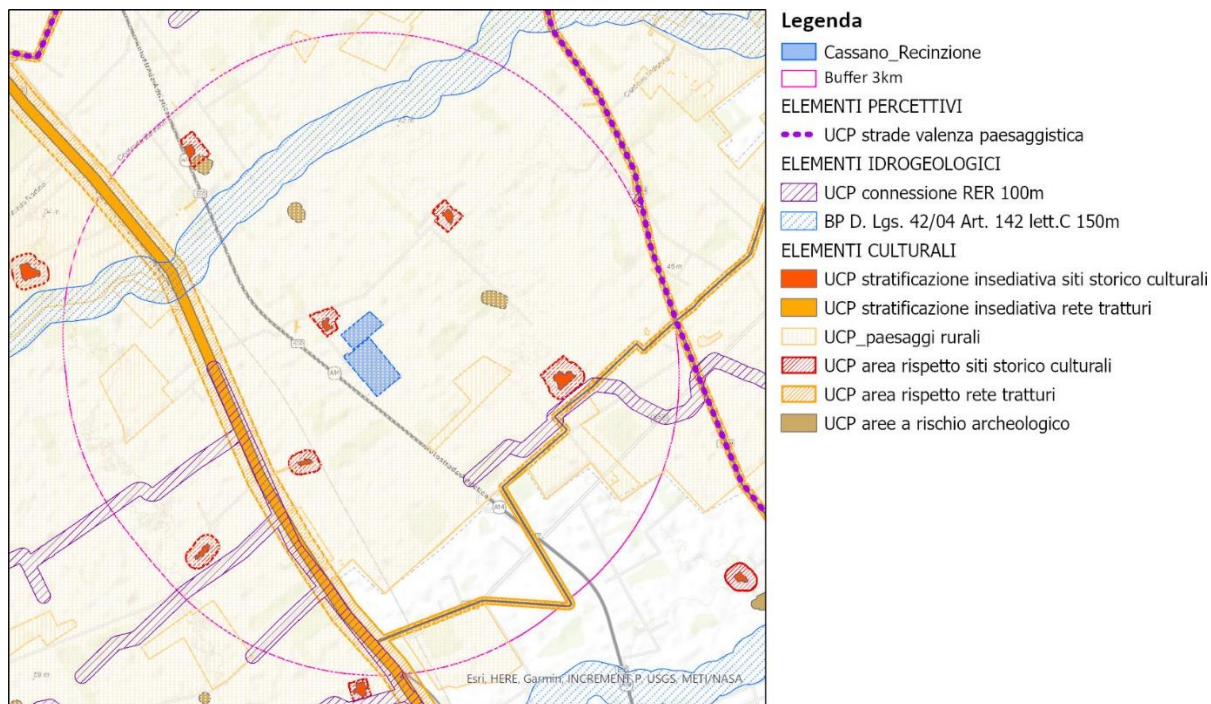 Legenda
Cassano_Recinzione
Buffer 3km
ELEMENTI PERCETTIVI
UCP strade valenza paesaggistica
ELEMENTI IDROGEOLOGICI
UCP connessione RER 100m
BP D. Lgs. 42/04 Art. 142 lett.C 150m
ELEMENTI CULTURALI
UCP stratificazione insediativa siti storico culturali
UCP stratificazione insediativa rete tratturi
UCP_paesaggi rurali
UCP area rispetto siti storico culturali
UCP area rispetto rete tratturi
UCP aree a rischio archeologico
45 m
A14
Esri, HERE, Garmin, INCREMENT P, USGS, METI/NASA